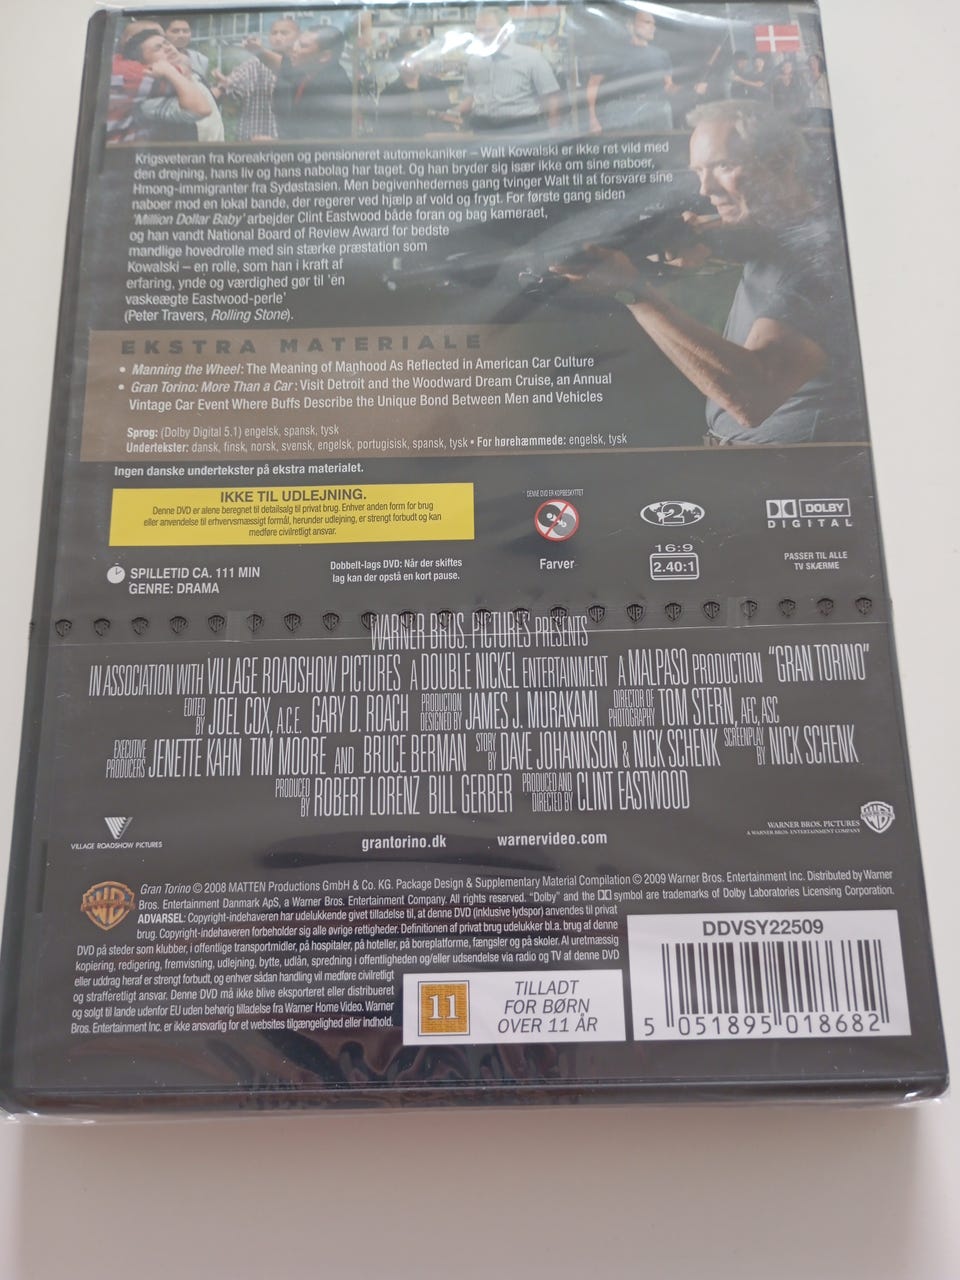 Krigsveteran fra Koreakrigen og pensioneret automekaniker – Walt Kowalski er ikke ret vild med
den drejning, hans liv og hans nabolag har taget. Og han bryder sig især ikke om sine naboer,
Hmong-immigranter fra Sydøstasien. Men begivenhedernes gang tvinger Walt til at forsvare sine
naboer mod en lokal bande, der regerer ved hjælp af vold og frygt. For første gang siden
'Million Dollar Baby' arbejder Clint Eastwood både foran og bag kameraet,
og han vandt National Board of Review Award for bedste
mandlige hovedrolle med sin stærke præstation som
Kowalski – en rolle, som han i kraft af
erfaring, ynde og værdighed gør til 'en
vaskeægte Eastwood-perle'
(Peter Travers, Rolling Stone).
EKSTRA MATERIALE
• Manning the Wheel: The Meaning of Manhood As Reflected in American Car Culture
• Gran Torino: More Than a Car: Visit Detroit and the Woodward Dream Cruise, an Annual
Vintage Car Event Where Buffs Describe the Unique Bond Between Men and Vehicles
Sprog: (Dolby Digital 5.1) engelsk, spansk, tysk
Undertekster: dansk, finsk, norsk, svensk, engelsk, portugisisk, spansk, tysk • For hørehæmmede: engelsk, tysk
Ingen danske undertekster på ekstra materialet.
IKKE TIL UDLEJNING.
Denne DVD er alene beregnet til detailsalg til privat brug. Enhver anden form for brug
eller anvendelse til erhvervsmæssigt formål, herunder udlejning, er strengt forbudt og kan
medføre civilretligt ansvar.
DENNE DVD ER KOPIBESKYTTET
Farver
2
16:9
2.40:1
DOLBY
DIGITAL
PASSER TIL ALLE
TV SKÆRME
SPILLETID CA. 111 MIN
GENRE: DRAMA
Dobbelt-lags DVD: Når der skiftes
lag kan der opstå en kort pause.
WARNER BROS. PICTURES PRESENTS
IN ASSOCIATION WITH VILLAGE ROADSHOW PICTURES A DOUBLE NICKEL ENTERTAINMENT A MALPASO PRODUCTION "GRAN TORINO"
EDITED BY JOEL COX, A.C.E. GARY D. ROACH PRODUCTION DESIGNED BY JAMES J. MURAKAMI DIRECTOR OF PHOTOGRAPHY TOM STERN, AFC, ASC
EXECUTIVE PRODUCERS JENETTE KAHN TIM MOORE AND BRUCE BERMAN STORY BY DAVE JOHANNSON & NICK SCHENK SCREENPLAY BY NICK SCHENK
PRODUCED BY ROBERT LORENZ BILL GERBER PRODUCED AND DIRECTED BY CLINT EASTWOOD
VILLAGE ROADSHOW PICTURES
grantorino.dk
warnervideo.com
WARNER BROS. PICTURES
A WARNER BROS. ENTERTAINMENT COMPANY
Gran Torino © 2008 MATTEN Productions GmbH & Co. KG. Package Design & Supplementary Material Compilation © 2009 Warner Bros. Entertainment Inc. Distributed by Warner
Bros. Entertainment Danmark ApS, a Warner Bros. Entertainment Company. All rights reserved. "Dolby" and the symbol are trademarks of Dolby Laboratories Licensing Corporation.
ADVARSEL: Copyright-indehaveren har udelukkende givet tilladelse til, at denne DVD (inklusive lydspor) anvendes til privat
brug. Copyright-indehaveren forbeholder sig alle øvrige rettigheder. Definitionen af privat brug udelukker bl.a. brug af denne
DVD på steder som klubber, i offentlige transportmidler, på hospitaler, på hoteller, på boreplatforme, fængsler og på skoler. Al uretmæssig
kopiering, redigering, fremvisning, udlejning, bytte, udlån, spredning i offentligheden og/eller udsendelse via radio og TV af denne DVD
eller uddrag heraf er strengt forbudt, og enhver sådan handling vil medføre civilretligt
og strafferetligt ansvar. Denne DVD må ikke blive eksporteret eller distribueret
og solgt til lande udenfor EU uden behørig tilladelse fra Warner Home Video. Warner
Bros. Entertainment Inc. er ikke ansvarlig for et websites tilgængelighed eller indhold.
11
TILLADT
FOR BØRN
OVER 11 ÅR
DDVSY22509
5 051895 018682